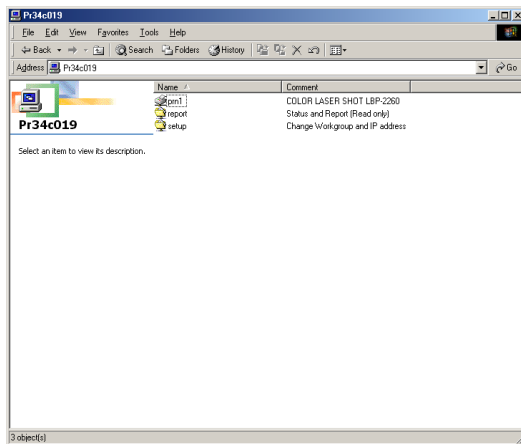 Pr34c019
File Edit View Favorites Tools Help
Back Search Folders History
Address Pr34c019 Go
Name Comment
prn1 COLOR LASER SHOT LBP-2260
report Status and Report (Read only)
setup Change Workgroup and IP address
Pr34c019
Select an item to view its description.
3 object(s)